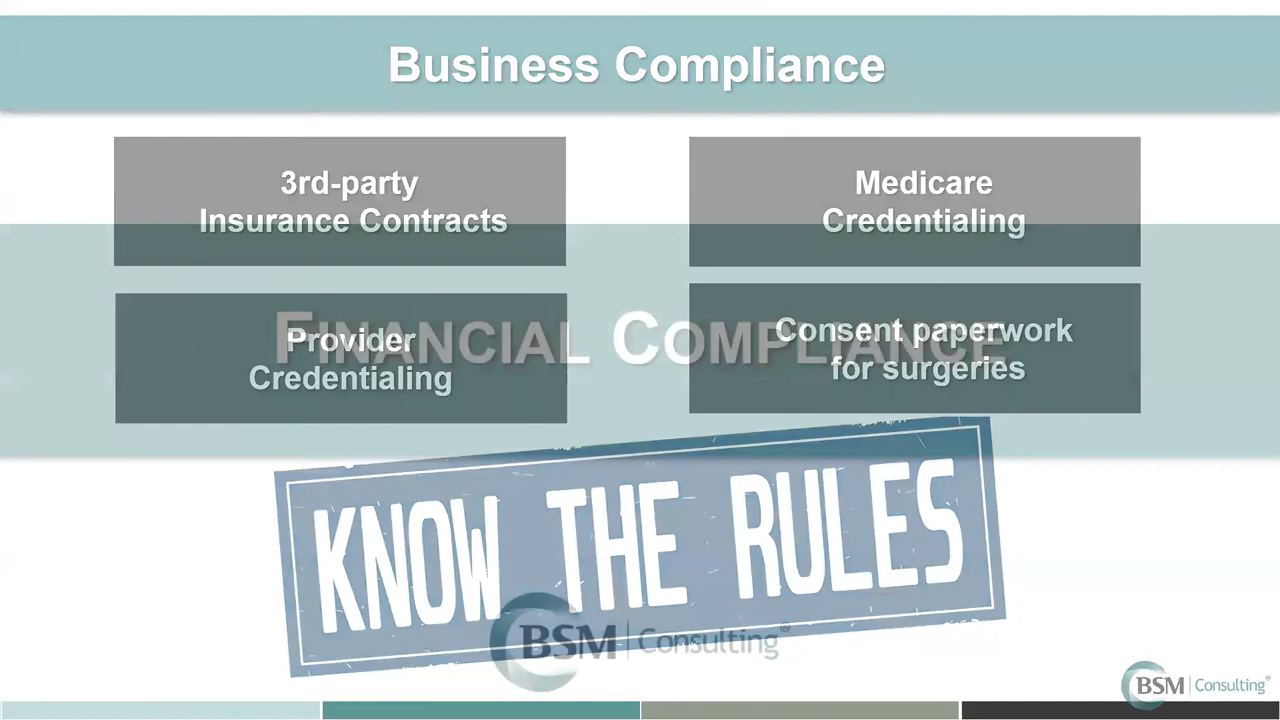 Business Compliance
3rd-party
Insurance Contracts
Medicare
Credentialing
Provider
Credentialing
Consent paperwork
for surgeries
FINANCIAL COMPLIANCE
KNOW THE RULES
BSM Consulting®
BSM Consulting®